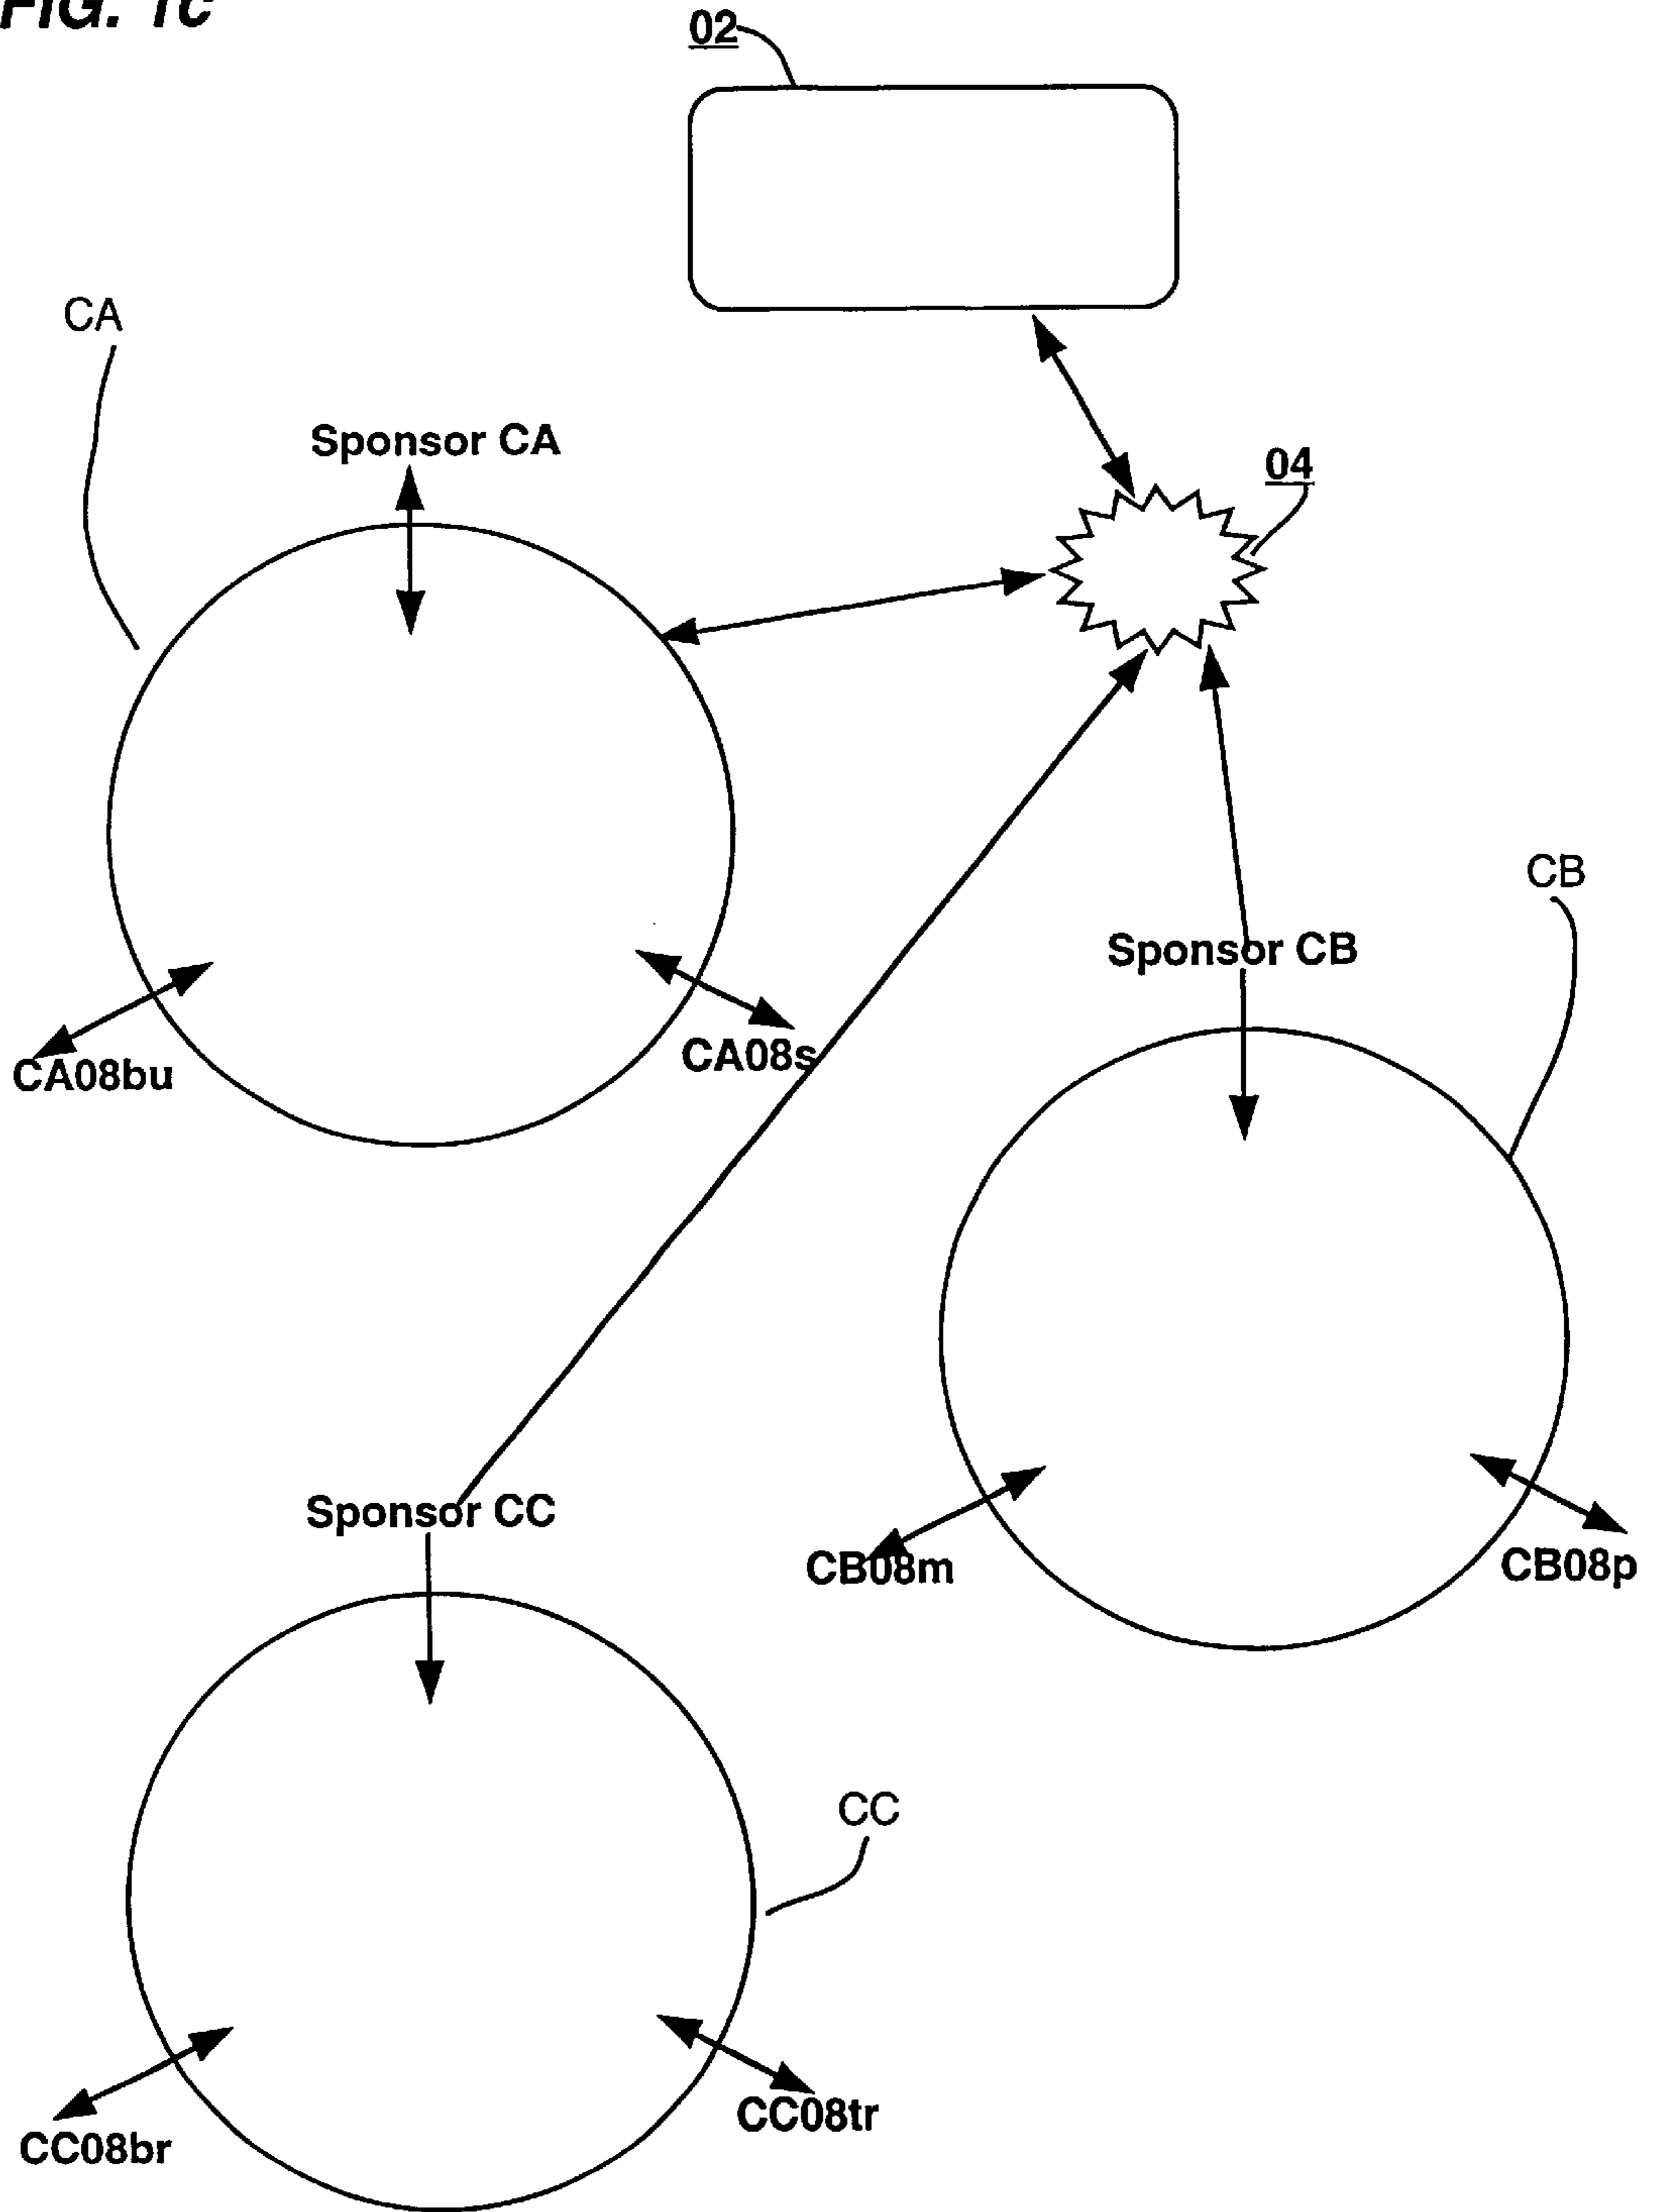 FIG. 1c
02
CA
Sponsor CA
04
CB
Sponsor CB
CA08bu
CA08s
Sponsor CC
CB08m
CB08p
CC
CC08br
CC08tr